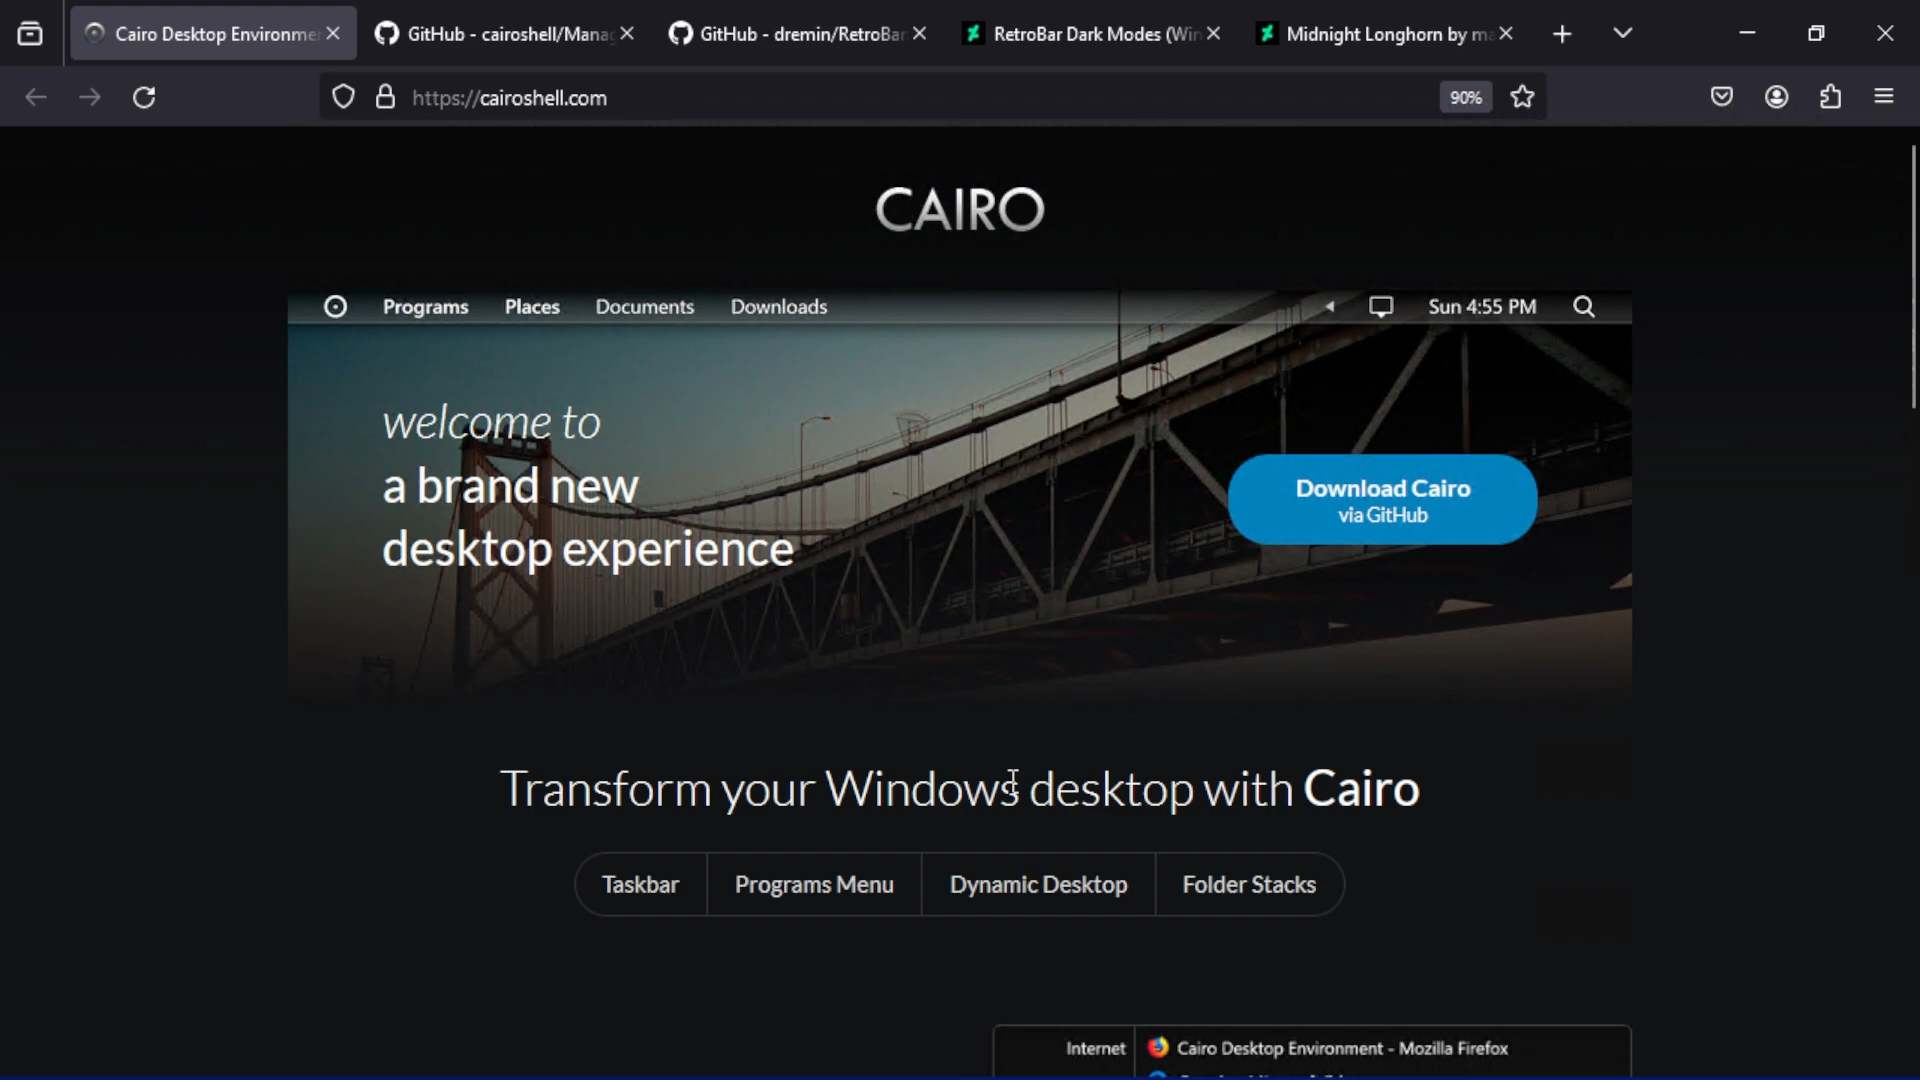 Cairo Desktop Environme
GitHub - cairoshell/Mana
GitHub - dremin/RetroBar
RetroBar Dark Modes (Win
Midnight Longhorn by ma
https://cairoshell.com
90%
CAIRO
Programs Places Documents Downloads
Sun 4:55 PM
welcome to
a brand new
desktop experience
Download Cairo
via GitHub
Transform your Windows desktop with Cairo
Taskbar
Programs Menu
Dynamic Desktop
Folder Stacks
Internet
Cairo Desktop Environment - Mozilla Firefox